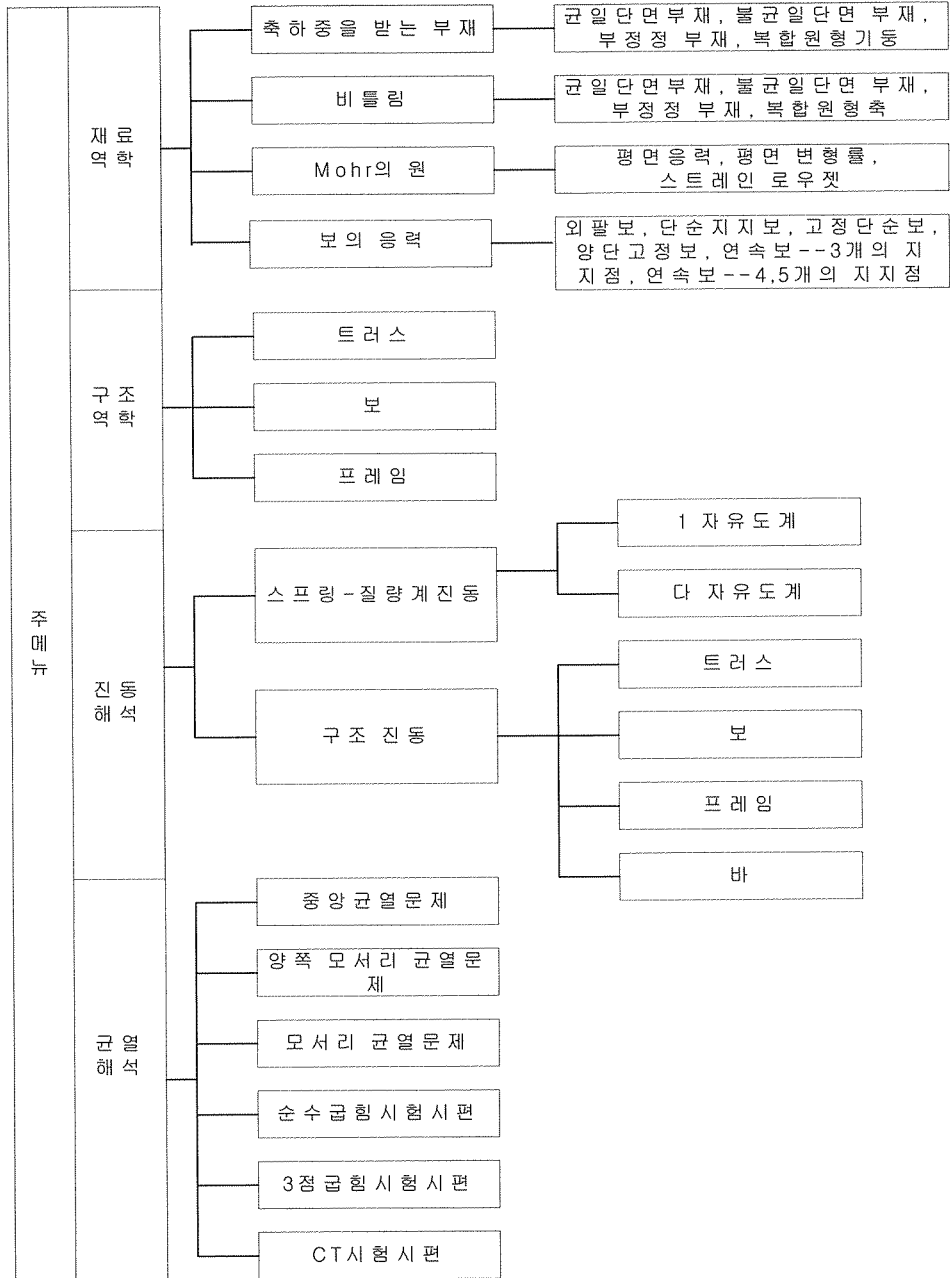 주
메
뉴
재료
역학
축하중을 받는 부재
균일단면부재, 불균일단면 부재,
부정정 부재, 복합원형기둥
비틀림
균일단면부재, 불균일단면 부재,
부정정 부재, 복합원형축
Mohr의 원
평면응력, 평면 변형률,
스트레인 로우젯
보의 응력
외팔보, 단순지지보, 고정단순보,
양단고정보, 연속보--3개의 지
지점, 연속보--4,5개의 지지점
구조
역학
트러스
보
프레임
진동
해석
스프링-질량계진동
1 자유도계
다 자유도계
구조 진동
트러스
보
프레임
바
균열
해석
중앙균열문제
양쪽 모서리 균열문
제
모서리 균열문제
순수굽힘시험시편
3점굽힘시험시편
CT시험시편